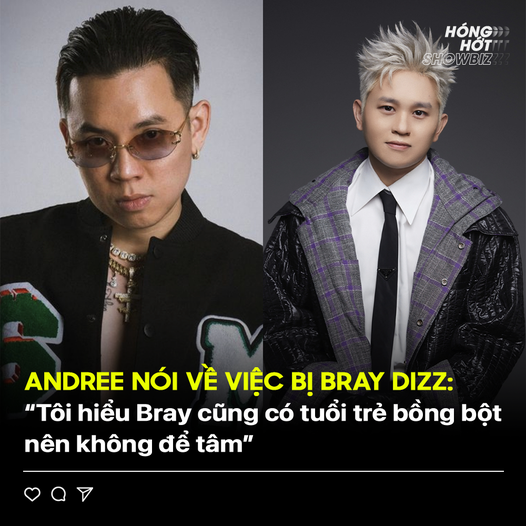 HÓNG
HỚT
SHOWBIZ
ANDREE NÓI VỀ VIỆC BỊ BRAY DIZZ:
“Tôi hiểu Bray cũng có tuổi trẻ bồng bột
nên không để tâm”